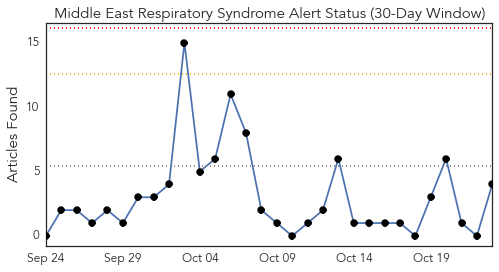 Middle East Respiratory Syndrome Alert Status (30-Day Window)
Articles Found
15
10
5
0
Sep 24
Sep 29
Oct 04
Oct 09
Oct 14
Oct 19